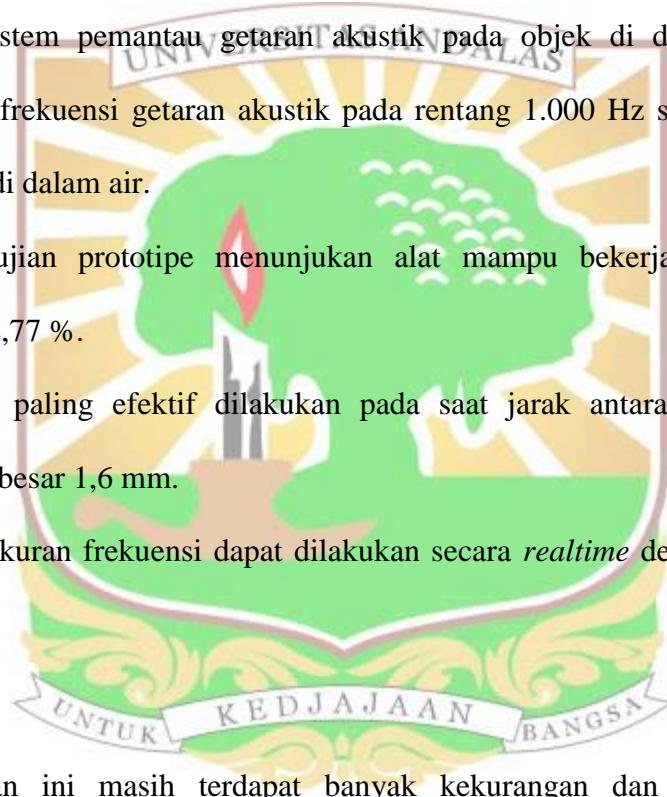 stem pemantau getaran akustik pada objek di d
UNIVERSITAS ANDALAS
frekuensi getaran akustik pada rentang 1.000 Hz s
di dalam air.
ujian prototipe menunjukan alat mampu bekerja
,77 %.
paling efektif dilakukan pada saat jarak antara
besar 1,6 mm.
kuran frekuensi dapat dilakukan secara realtime de
UNTUK KEDJAJAAN BANGSA
an ini masih terdapat banyak kekurangan dan